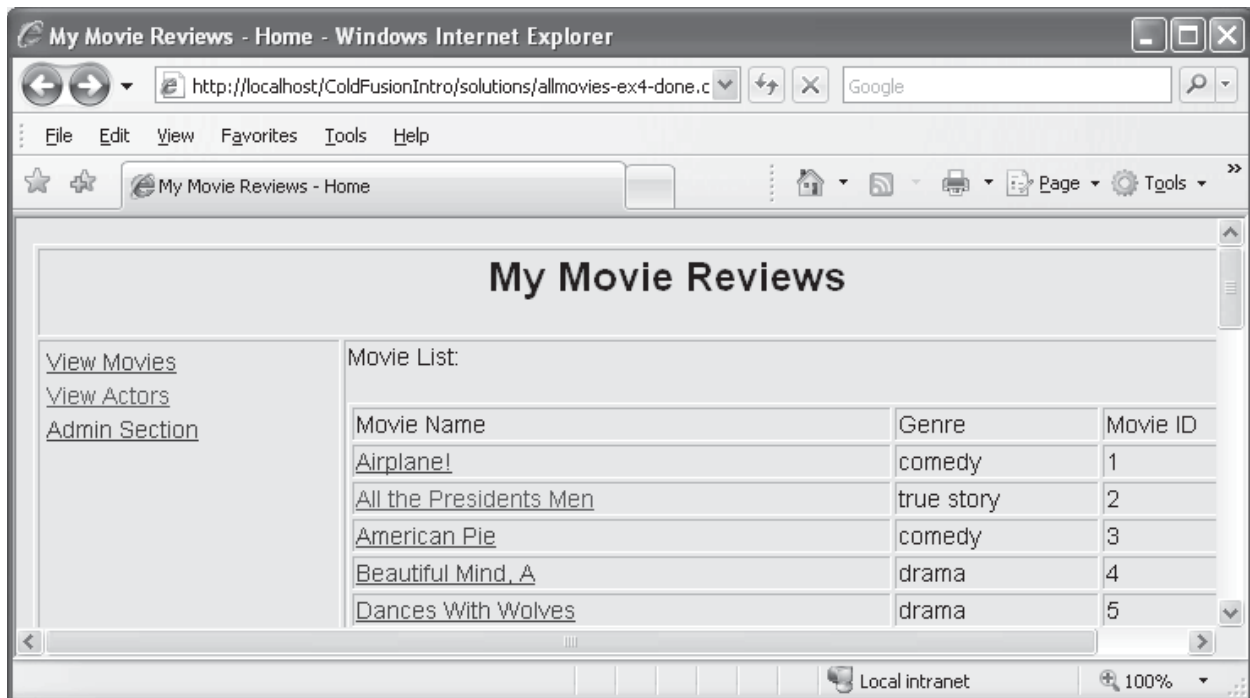 My Movie Reviews - Home - Windows Internet Explorer
http://localhost/ColdFusionIntro/solutions/allmovies-ex4-done.c
Google
File Edit View Favorites Tools Help
My Movie Reviews - Home
Page Tools »
My Movie Reviews
View Movies
View Actors
Admin Section
Movie List:
Movie Name Genre Movie ID
Airplane! comedy 1
All the Presidents Men true story 2
American Pie comedy 3
Beautiful Mind, A drama 4
Dances With Wolves drama 5
Local intranet 100%